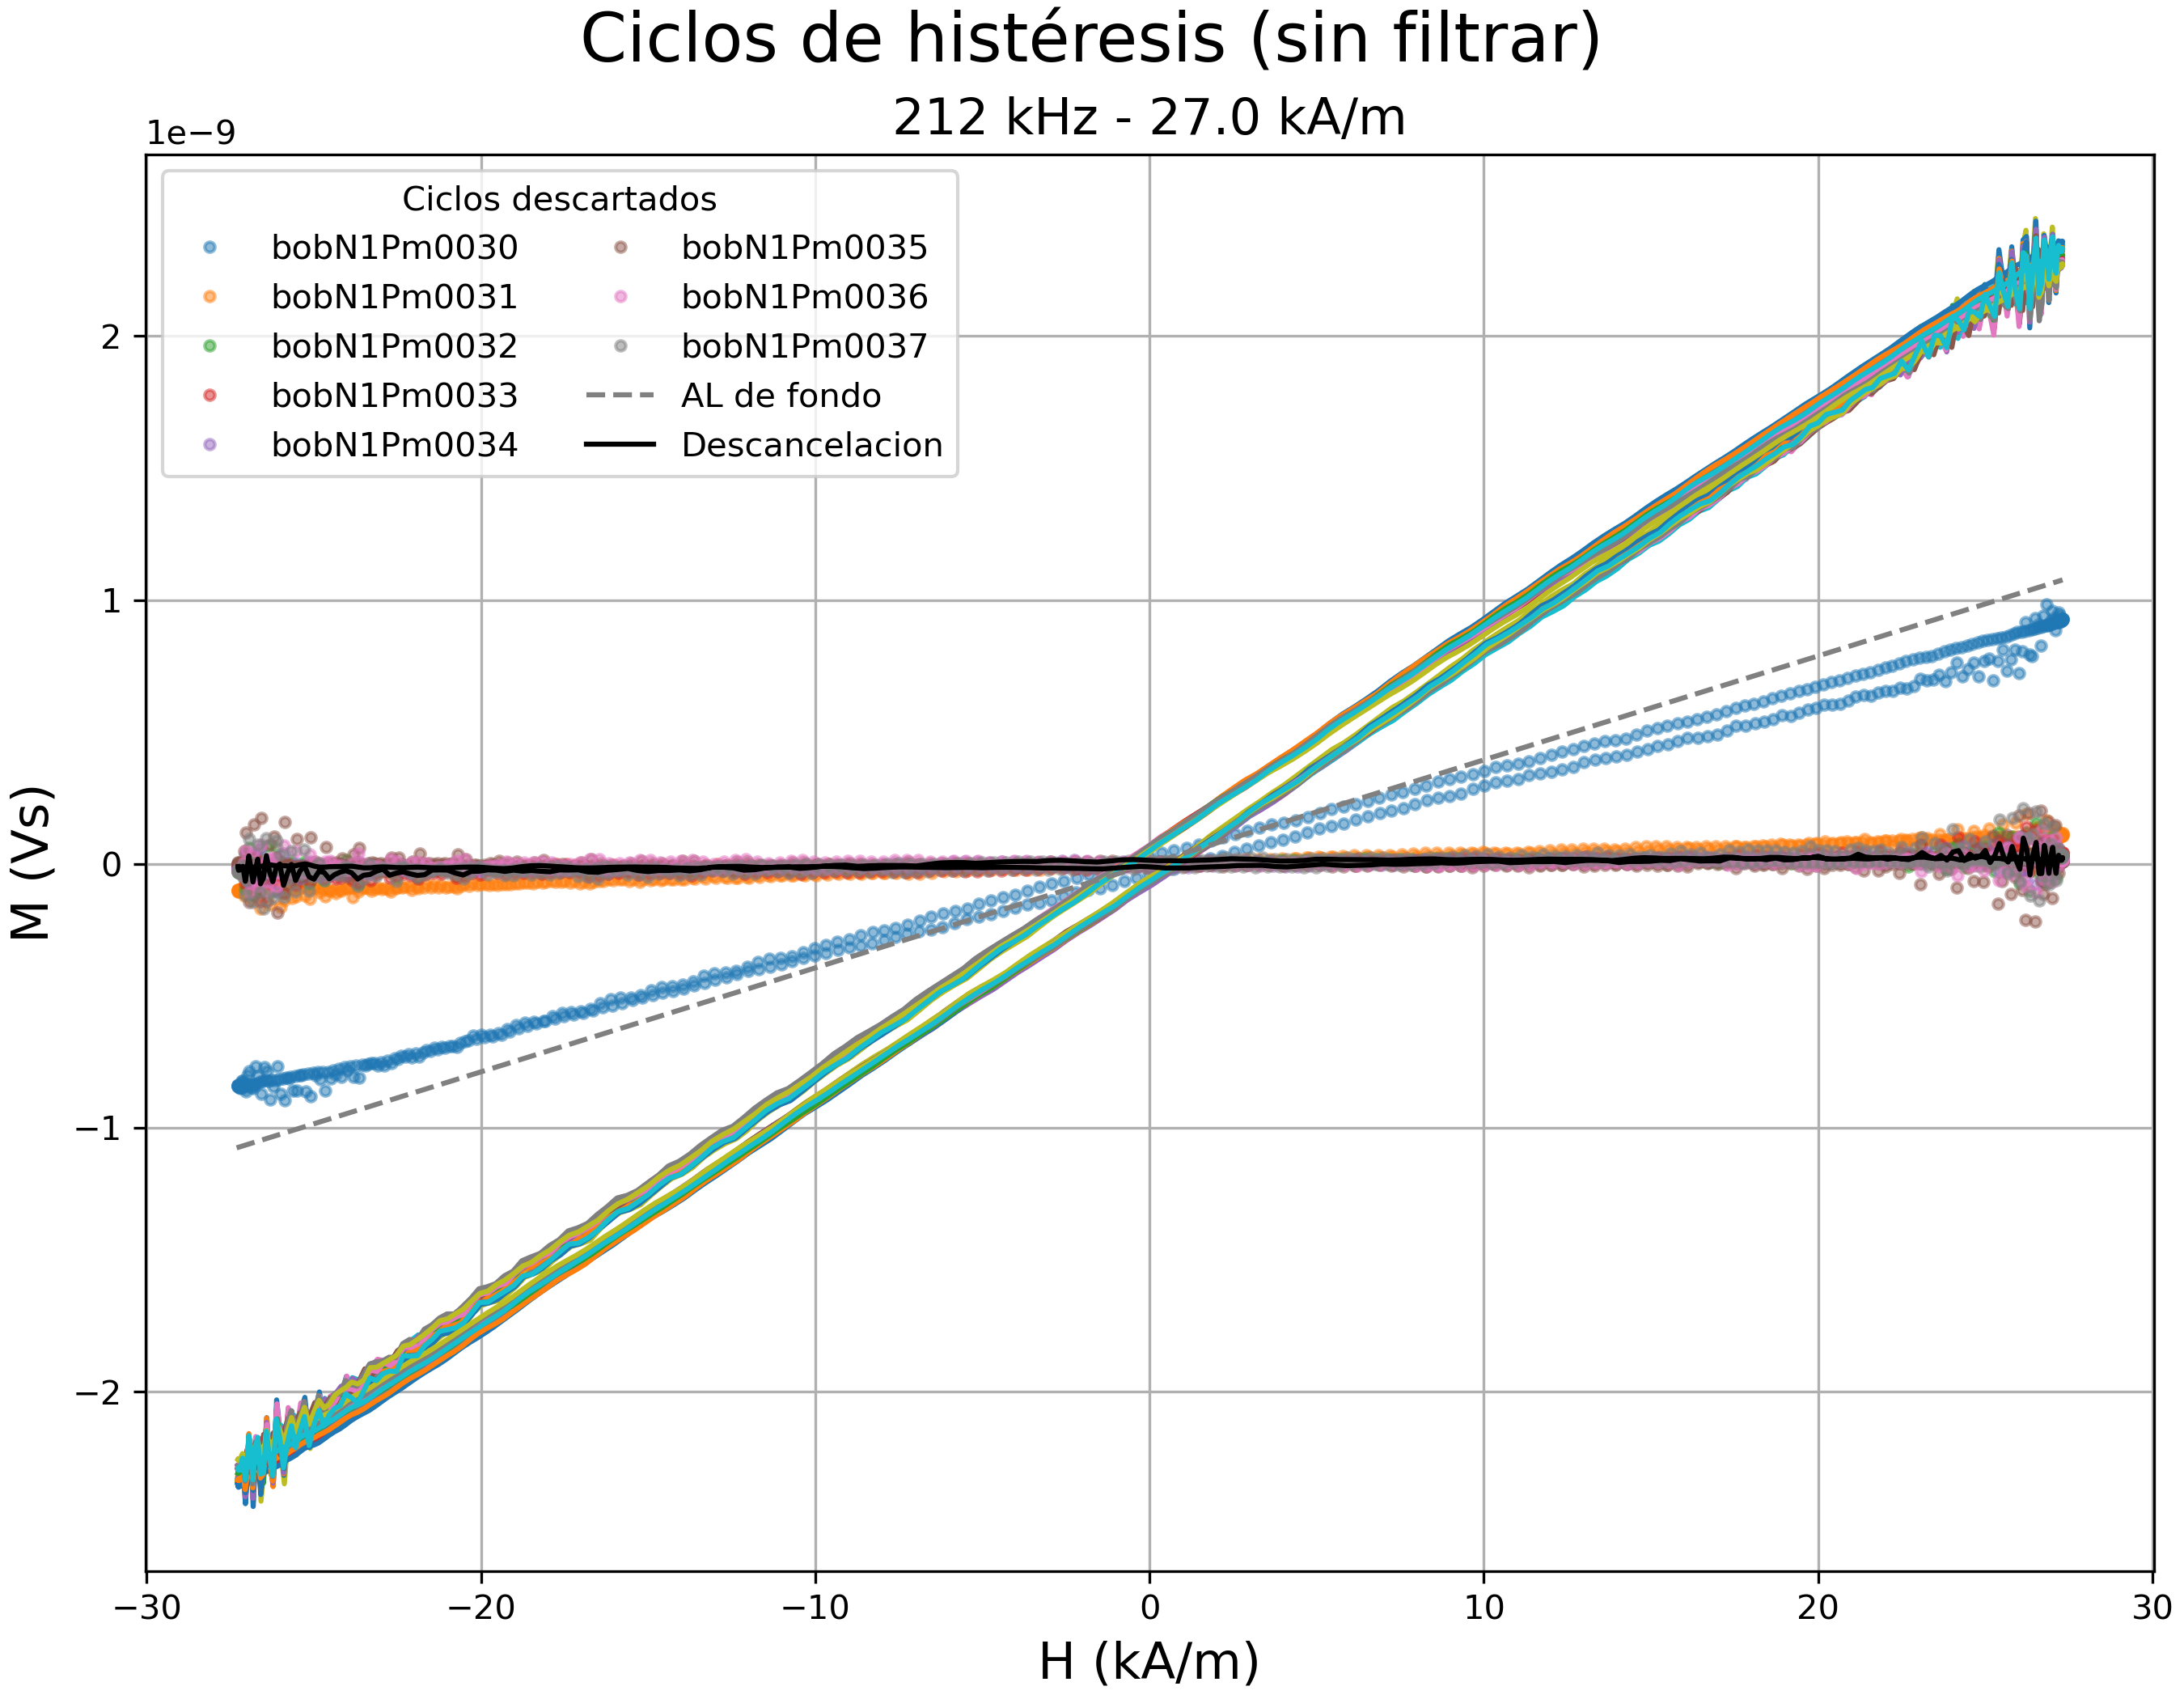 Ciclos de histéresis (sin filtrar)
212 kHz - 27.0 kA/m
1e−9
Ciclos descartados
bobN1Pm0030
bobN1Pm0031
bobN1Pm0032
bobN1Pm0033
bobN1Pm0034
bobN1Pm0035
bobN1Pm0036
bobN1Pm0037
AL de fondo
Descancelacion
2
1
0
−1
−2
M (Vs)
−30 −20 −10 0 10 20 30
H (kA/m)